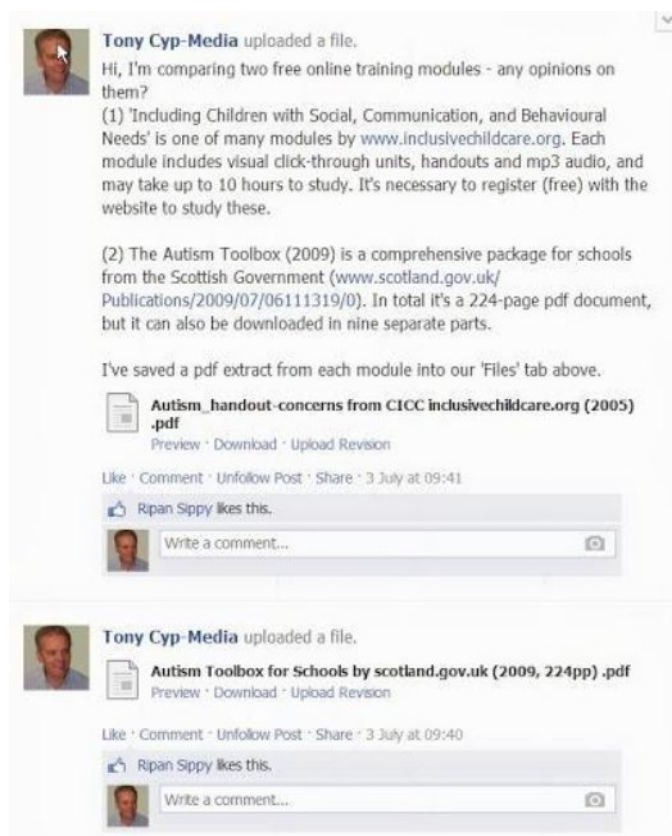 Tony Cyp-Media uploaded a file.
Hi, I'm comparing two free online training modules - any opinions on
them?
(1) 'Including Children with Social, Communication, and Behavioural
Needs' is one of many modules by www.inclusivechildcare.org. Each
module includes visual click-through units, handouts and mp3 audio, and
may take up to 10 hours to study. It's necessary to register (free) with the
website to study these.
(2) The Autism Toolbox (2009) is a comprehensive package for schools
from the Scottish Government (www.scotland.gov.uk/
Publications/2009/07/06111319/0). In total it's a 224-page pdf document,
but it can also be downloaded in nine separate parts.
I've saved a pdf extract from each module into our 'Files' tab above.
Autism_handout-concerns from CICC inclusivechildcare.org (2005)
.pdf
Preview · Download · Upload Revision
Like · Comment · Unfollow Post · Share · 3 July at 09:41
Ripan Sippy likes this.
Write a comment...
Tony Cyp-Media uploaded a file.
Autism Toolbox for Schools by scotland.gov.uk (2009, 224pp) .pdf
Preview · Download · Upload Revision
Like · Comment · Unfollow Post · Share · 3 July at 09:40
Ripan Sippy likes this.
Write a comment...